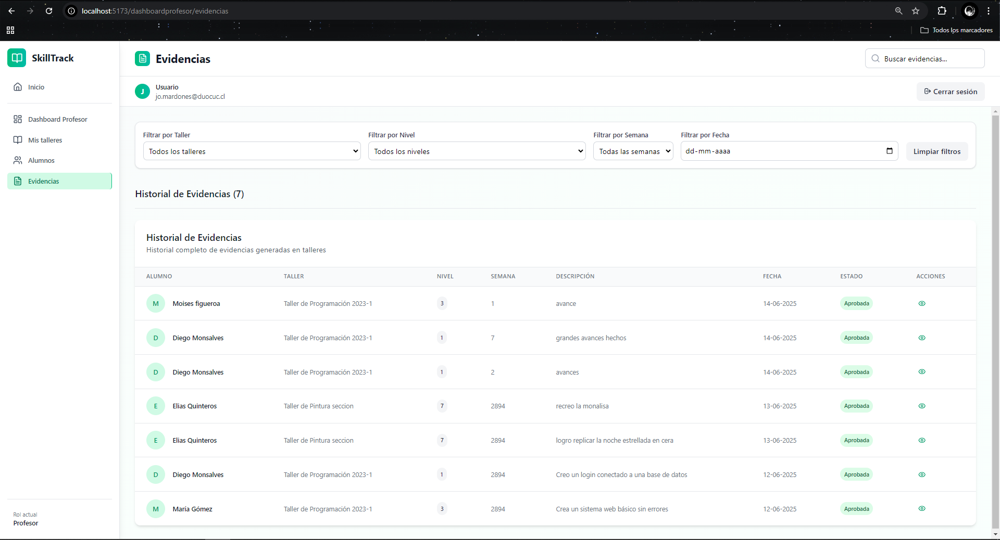 localhost:5173/dashboardprofesor/evidencias
Todos los marcadores
SkillTrack
Inicio
Dashboard Profesor
Mis talleres
Alumnos
Evidencias
Rol actual
Profesor
Evidencias
Buscar evidencias...
J
Usuario
jo.mardones@duocuc.cl
Cerrar sesión
Filtrar por Taller
Todos los talleres
Filtrar por Nivel
Todos los niveles
Filtrar por Semana
Todas las semanas
Filtrar por Fecha
dd-mm-aaaa
Limpiar filtros
Historial de Evidencias (7)
Historial de Evidencias
Historial completo de evidencias generadas en talleres
ALUMNO TALLER NIVEL SEMANA DESCRIPCIÓN FECHA ESTADO ACCIONES
M Moises figueroa Taller de Programación 2023-1 3 1 avance 14-06-2025 Aprobada
D Diego Monsalves Taller de Programación 2023-1 1 7 grandes avances hechos 14-06-2025 Aprobada
D Diego Monsalves Taller de Programación 2023-1 1 2 avances 14-06-2025 Aprobada
E Elias Quinteros Taller de Pintura seccion 7 2894 recreo la monalisa 13-06-2025 Aprobada
E Elias Quinteros Taller de Pintura seccion 7 2894 logro replicar la noche estrellada en cera 13-06-2025 Aprobada
D Diego Monsalves Taller de Programación 2023-1 1 2894 Creo un login conectado a una base de datos 12-06-2025 Aprobada
M María Gómez Taller de Programación 2023-1 3 2894 Crea un sistema web básico sin errores 12-06-2025 Aprobada